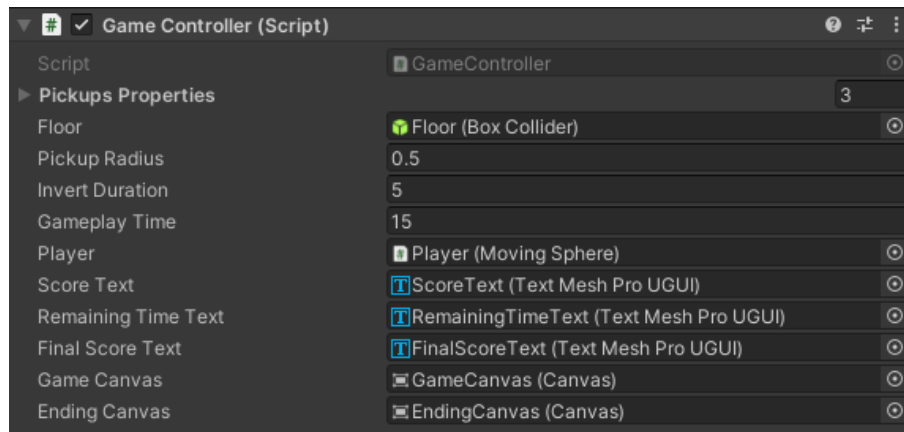 # Game Controller (Script)
Script GameController
Pickups Properties 3
Floor Floor (Box Collider)
Pickup Radius 0.5
Invert Duration 5
Gameplay Time 15
Player Player (Moving Sphere)
Score Text ScoreText (Text Mesh Pro UGUI)
Remaining Time Text RemainingTimeText (Text Mesh Pro UGUI)
Final Score Text FinalScoreText (Text Mesh Pro UGUI)
Game Canvas GameCanvas (Canvas)
Ending Canvas EndingCanvas (Canvas)